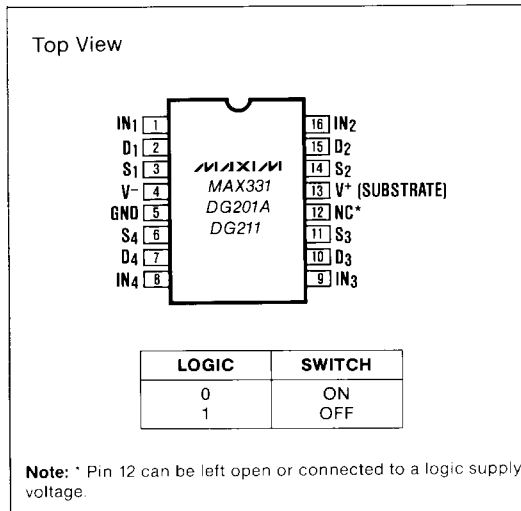 Top View
IN1 1 16 IN2
D1 2 15 D2
S1 3 MAXIM 14 S2
V− 4 MAX331 13 V+ (SUBSTRATE)
GND 5 DG201A 12 NC*
S4 6 DG211 11 S3
D4 7 10 D3
IN4 8 9 IN3
LOGIC SWITCH
0 ON
1 OFF
Note: * Pin 12 can be left open or connected to a logic supply
voltage.